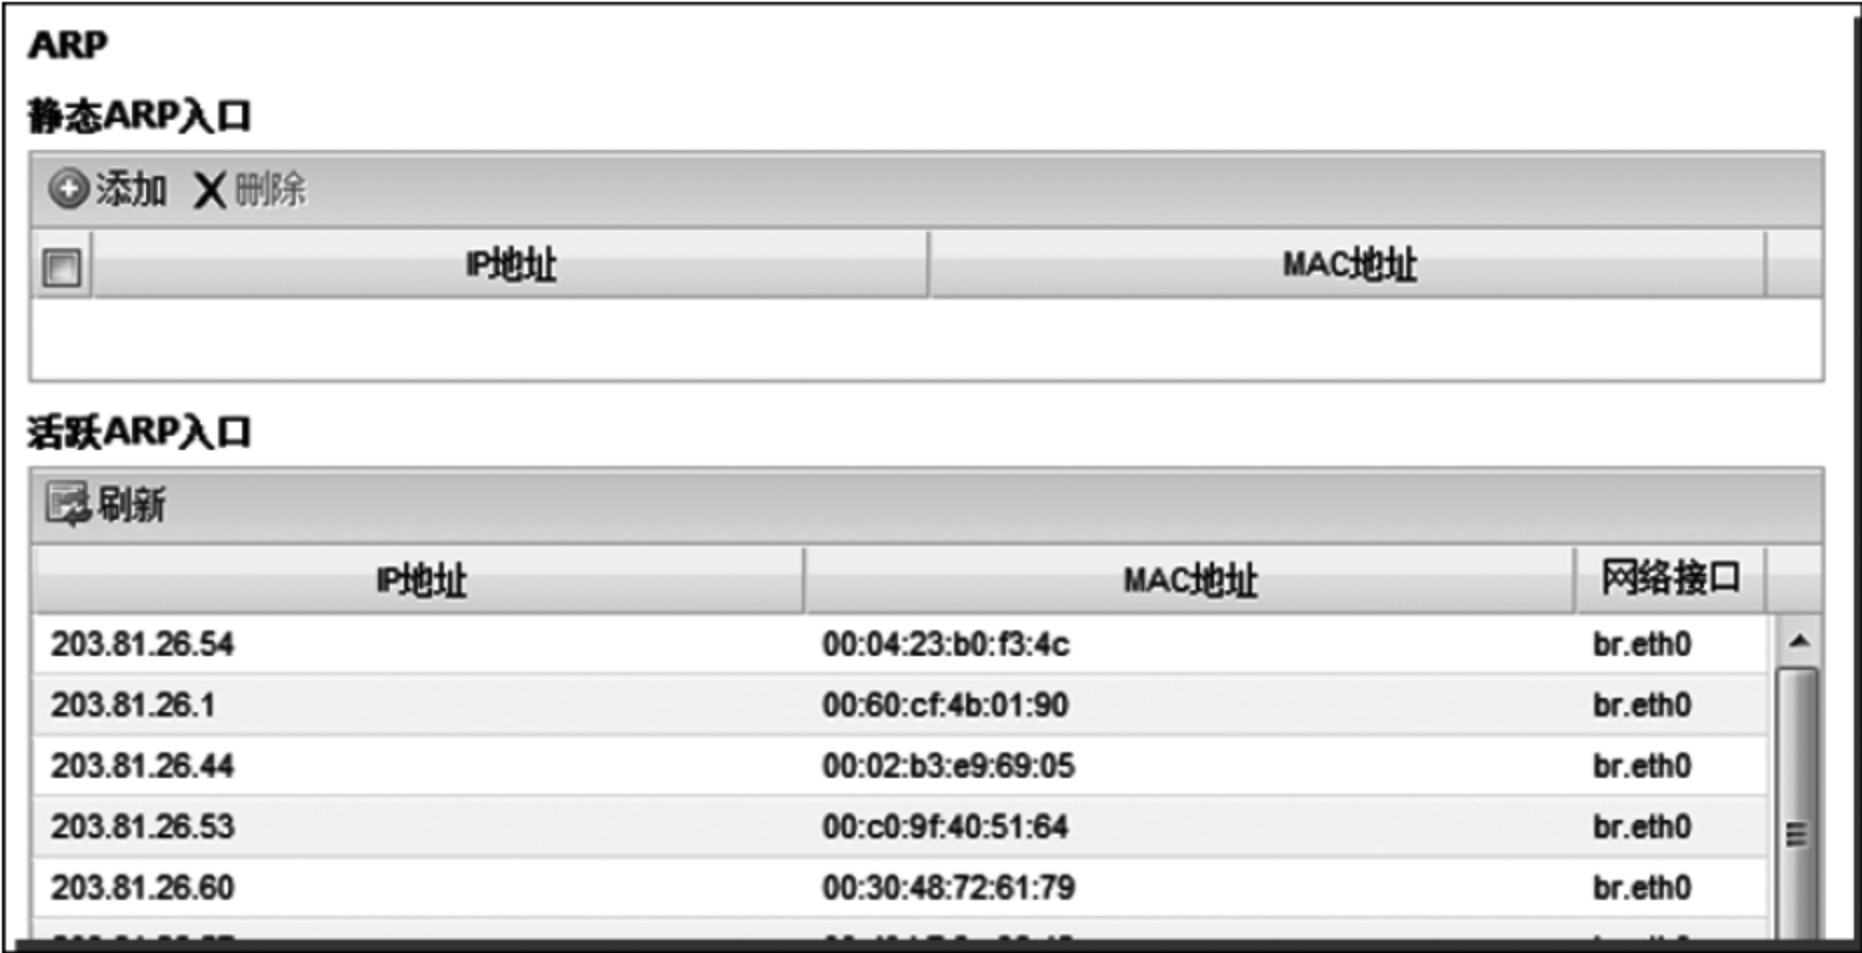 ARP
静态ARP入口
添加 删除
IP地址 MAC地址
活跃ARP入口
刷新
IP地址 MAC地址 网络接口
203.81.26.54 00:04:23:b0:f3:4c br.eth0
203.81.26.1 00:60:cf:4b:01:90 br.eth0
203.81.26.44 00:02:b3:e9:69:05 br.eth0
203.81.26.53 00:c0:9f:40:51:64 br.eth0
203.81.26.60 00:30:48:72:61:79 br.eth0